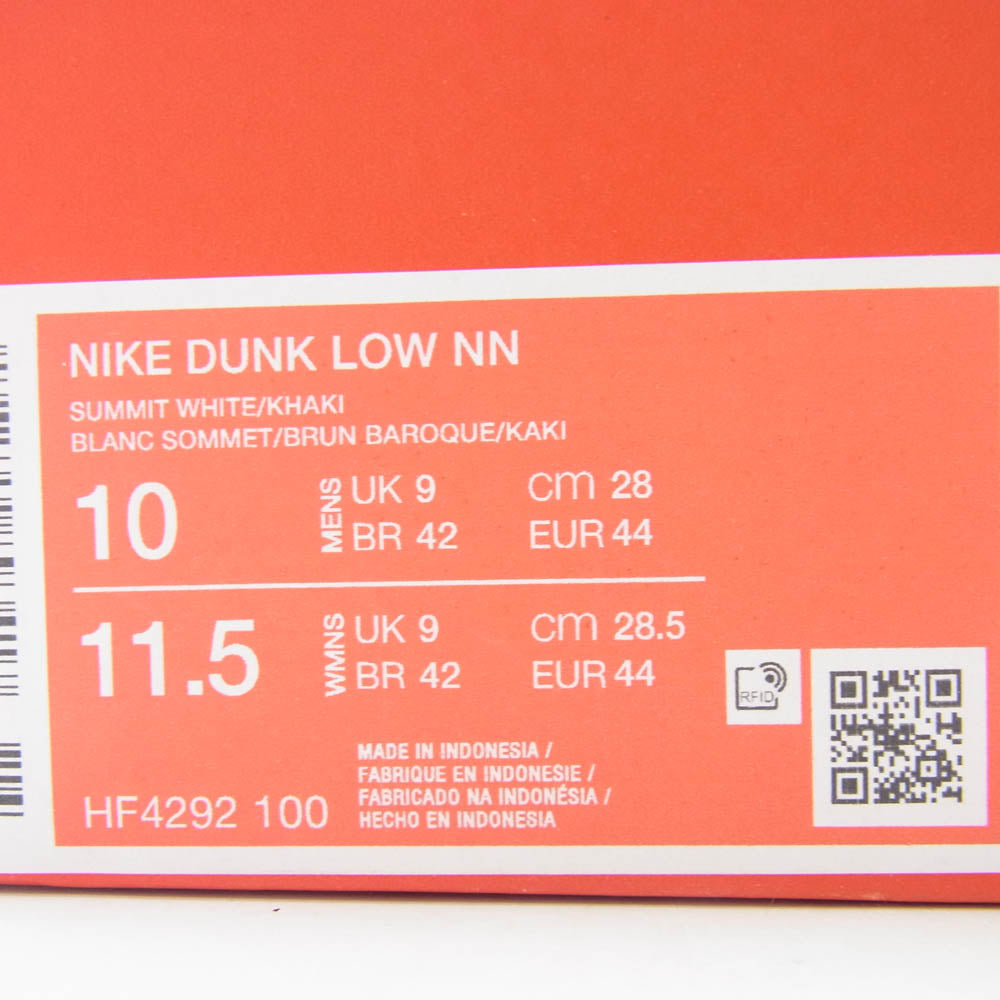 NIKE DUNK LOW NN
SUMMIT WHITE/KHAKI
BLANC SOMMET/BRUN BAROQUE/KAKI
10 MENS UK 9 cm 28
BR 42 EUR 44
11.5 WMNS UK 9 cm 28.5
BR 42 EUR 44
RFID
MADE IN INDONESIA /
FABRIQUE EN INDONESIE /
FABRICADO NA INDONÉSIA /
HECHO EN INDONESIA
HF4292 100